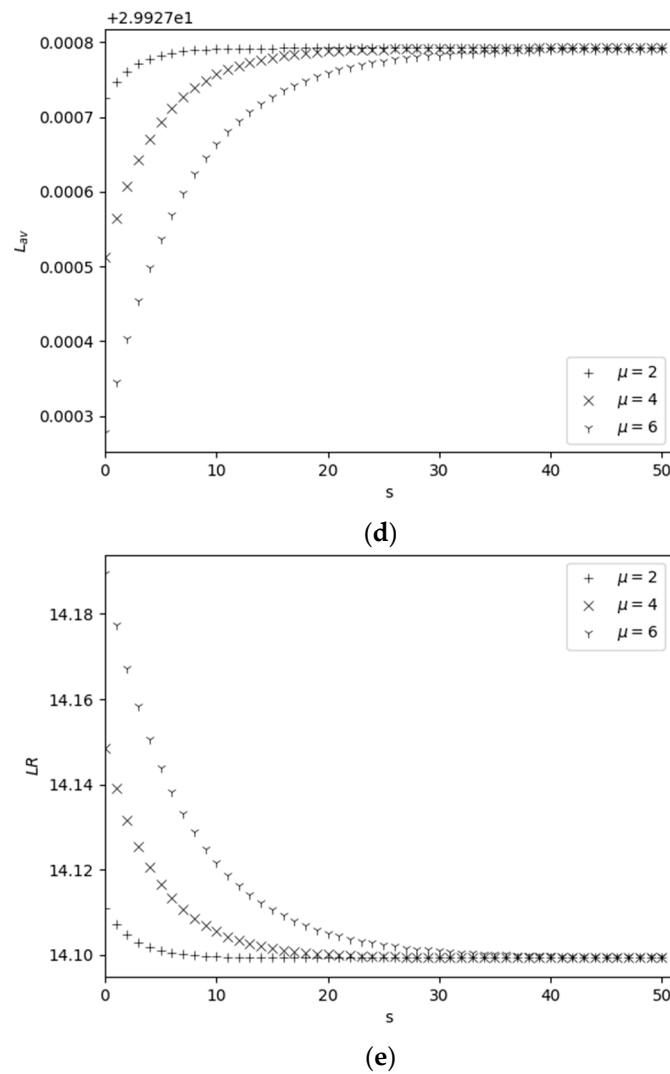 +2.9927e1
0.0008
0.0007
0.0006
0.0005
0.0004
0.0003
L_av
μ = 2
μ = 4
μ = 6
0 10 20 30 40 50
s
(d)
14.18
14.16
14.14
14.12
14.10
LR
μ = 2
μ = 4
μ = 6
0 10 20 30 40 50
s
(e)